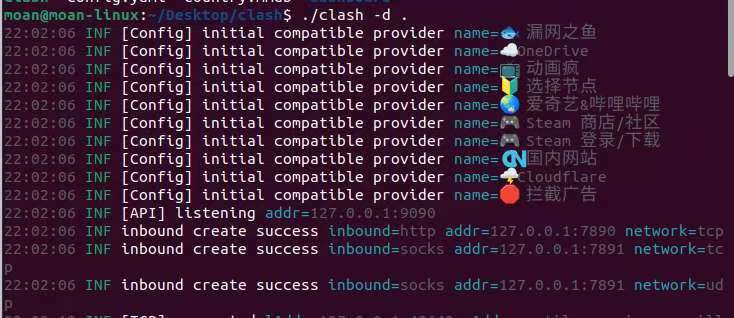 moan@moan-linux:~/Desktop/clash$ ./clash -d .
22:02:06 INF [Config] initial compatible provider name=🐟 漏网之鱼
22:02:06 INF [Config] initial compatible provider name=☁️OneDrive
22:02:06 INF [Config] initial compatible provider name=📺 动画疯
22:02:06 INF [Config] initial compatible provider name=🔰 选择节点
22:02:06 INF [Config] initial compatible provider name=🌏 爱奇艺&哔哩哔哩
22:02:06 INF [Config] initial compatible provider name=🎮 Steam 商店/社区
22:02:06 INF [Config] initial compatible provider name=🎮 Steam 登录/下载
22:02:06 INF [Config] initial compatible provider name=🇨🇳国内网站
22:02:06 INF [Config] initial compatible provider name=🌩️Cloudflare
22:02:06 INF [Config] initial compatible provider name=🛑 拦截广告
22:02:06 INF [API] listening addr=127.0.0.1:9090
22:02:06 INF inbound create success inbound=http addr=127.0.0.1:7890 network=tcp
22:02:06 INF inbound create success inbound=socks addr=127.0.0.1:7891 network=tc
p
22:02:06 INF inbound create success inbound=socks addr=127.0.0.1:7891 network=ud
p